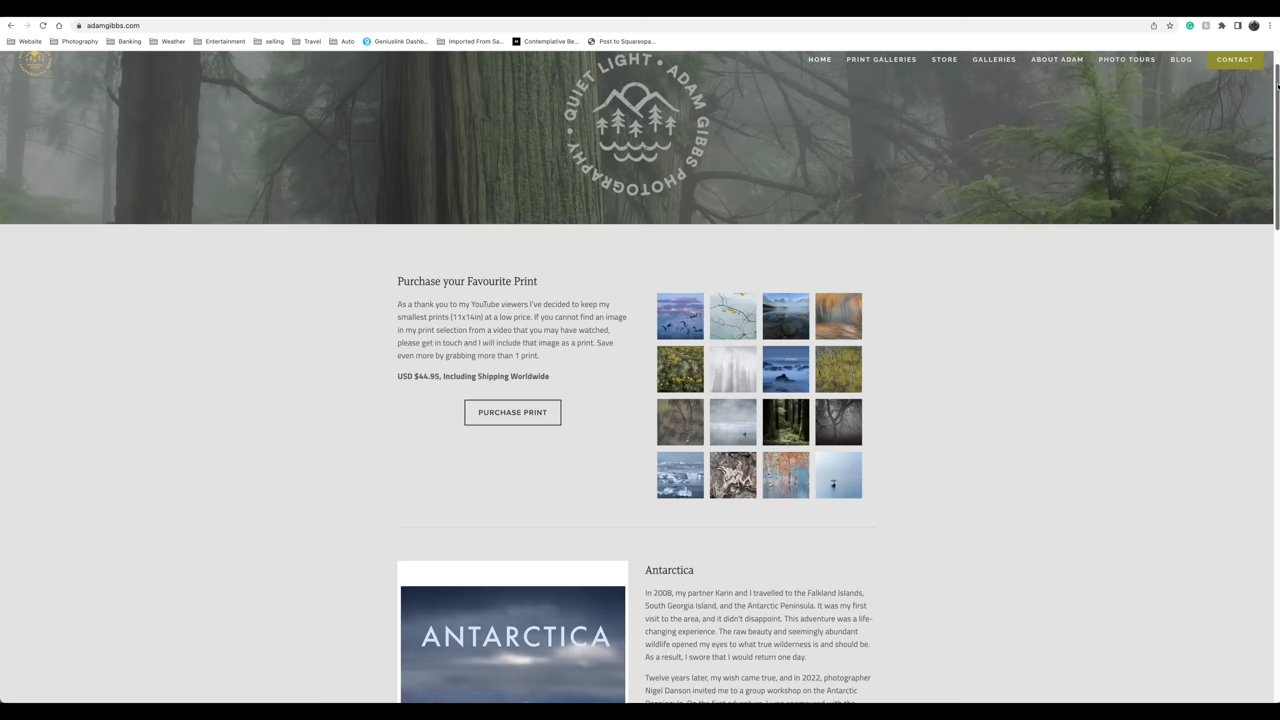 adamgibbs.com
Website Photography Banking Weather Entertainment selling Travel Auto Geniuslink Dashb... Imported From Sa... Contemplative Be... Post to Squarespa...
HOME PRINT GALLERIES STORE GALLERIES ABOUT ADAM PHOTO TOURS BLOG CONTACT
QUIET LIGHT • ADAM GIBBS PHOTOGRAPHY •
Purchase your Favourite Print
As a thank you to my YouTube viewers I've decided to keep my
smallest prints (11x14in) at a low price. If you cannot find an image
in my print selection from a video that you may have watched,
please get in touch and I will include that image as a print. Save
even more by grabbing more than 1 print.
USD $44.95, Including Shipping Worldwide
PURCHASE PRINT
ANTARCTICA
Antarctica
In 2008, my partner Karin and I travelled to the Falkland Islands,
South Georgia Island, and the Antarctic Peninsula. It was my first
visit to the area, and it didn't disappoint. This adventure was a life-
changing experience. The raw beauty and seemingly abundant
wildlife opened my eyes to what true wilderness is and should be.
As a result, I swore that I would return one day.
Twelve years later, my wish came true, and in 2022, photographer
Nigel Danson invited me to a group workshop on the Antarctic